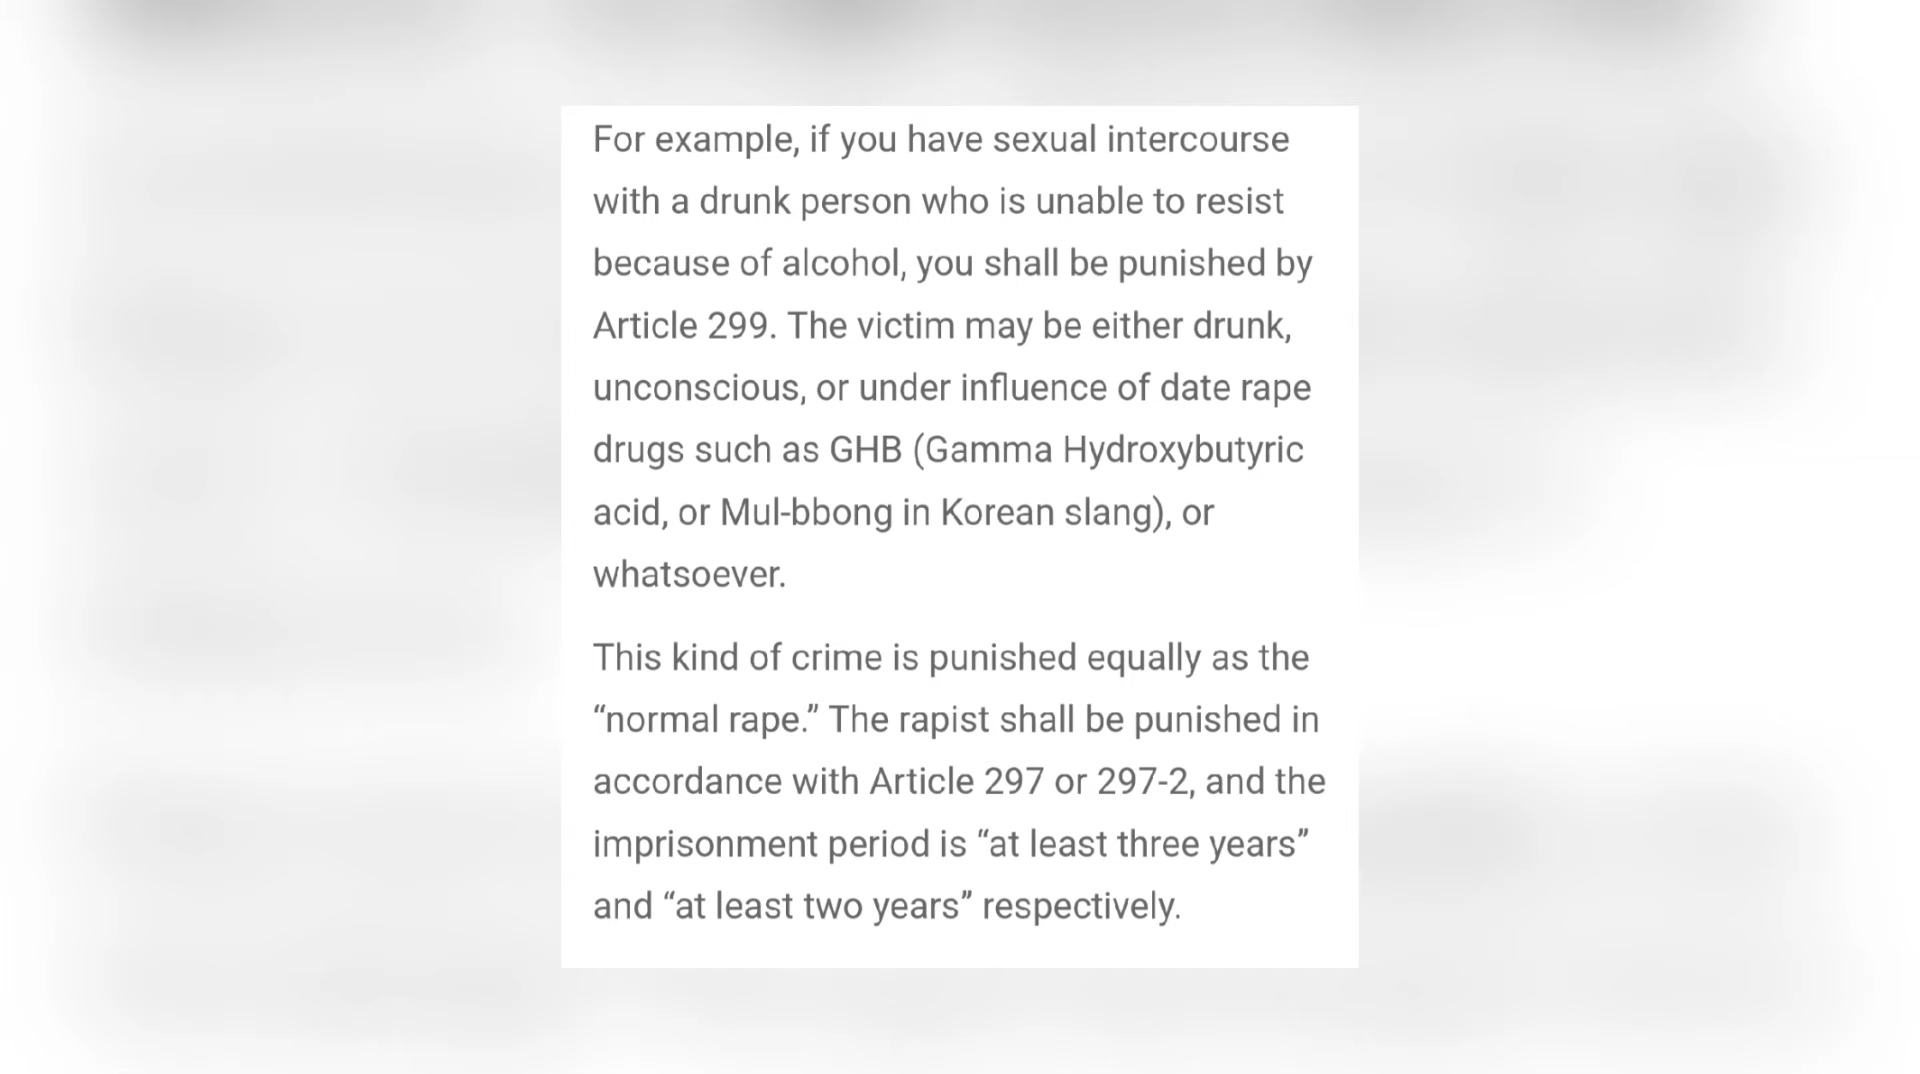 For example, if you have sexual intercourse
with a drunk person who is unable to resist
because of alcohol, you shall be punished by
Article 299. The victim may be either drunk,
unconscious, or under influence of date rape
drugs such as GHB (Gamma Hydroxybutyric
acid, or Mul-bbong in Korean slang), or
whatsoever.
This kind of crime is punished equally as the
“normal rape.” The rapist shall be punished in
accordance with Article 297 or 297-2, and the
imprisonment period is “at least three years”
and “at least two years” respectively.